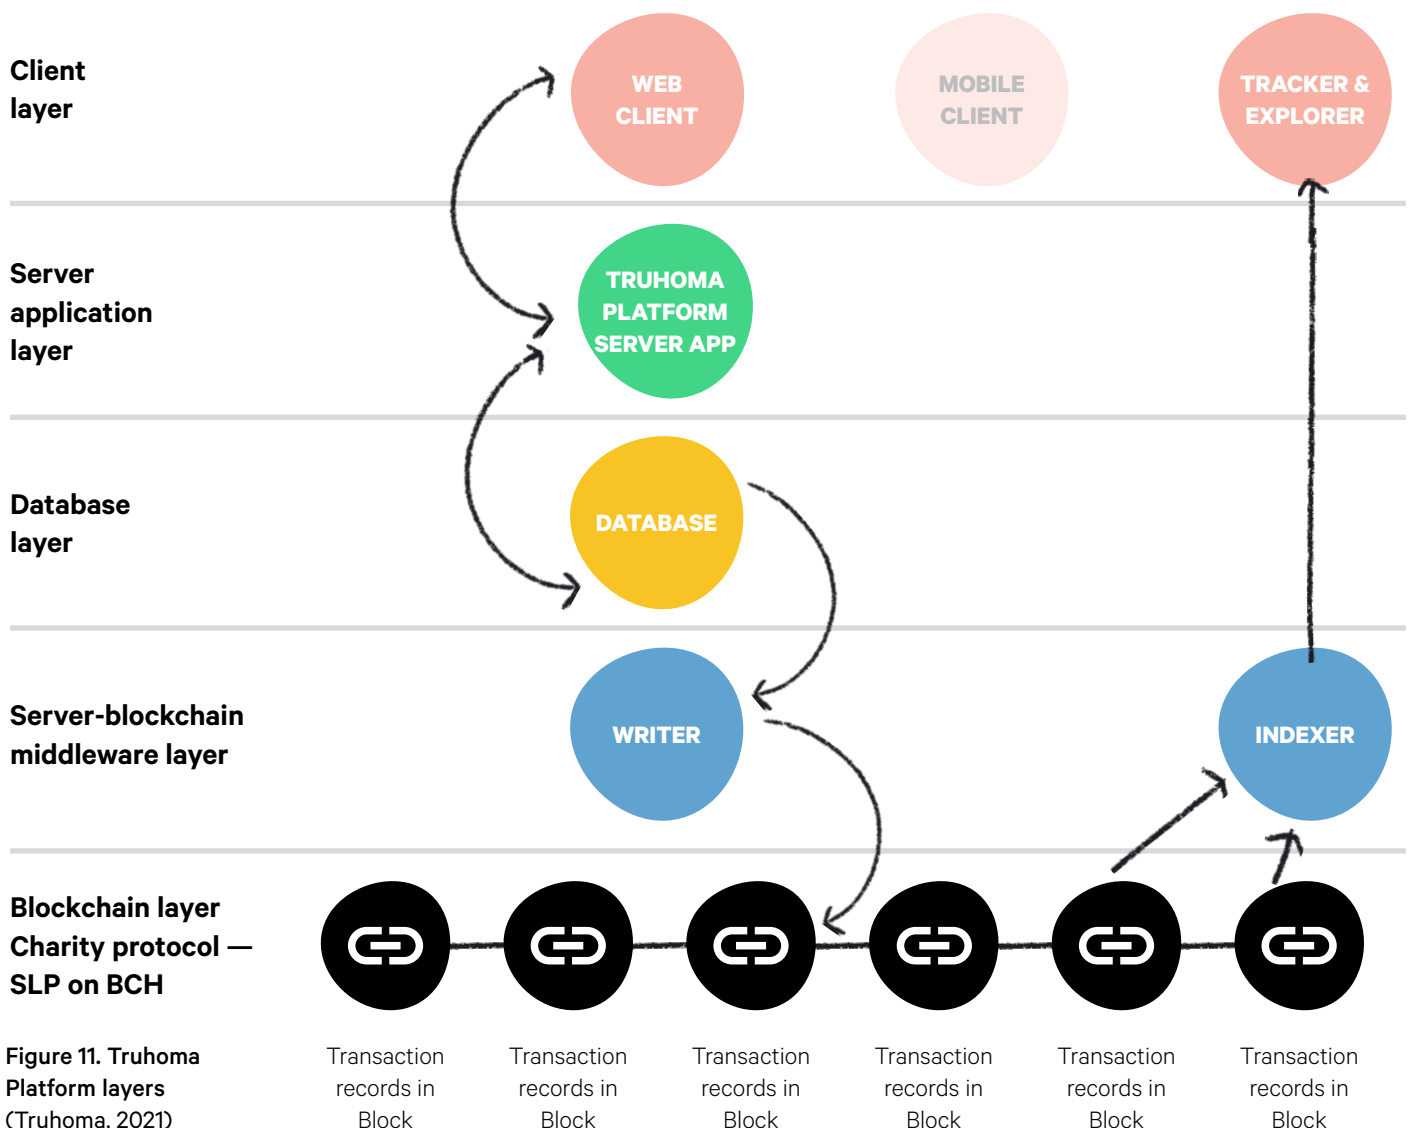 Client
layer
WEB
CLIENT
MOBILE
CLIENT
TRACKER &
EXPLORER
Server
application
layer
TRUHOMA
PLATFORM
SERVER APP
Database
layer
DATABASE
Server-blockchain
middleware layer
WRITER
INDEXER
Blockchain layer
Charity protocol —
SLP on BCH
Figure 11. Truhoma
Platform layers
(Truhoma, 2021)
Transaction
records in
Block
Transaction
records in
Block
Transaction
records in
Block
Transaction
records in
Block
Transaction
records in
Block
Transaction
records in
Block